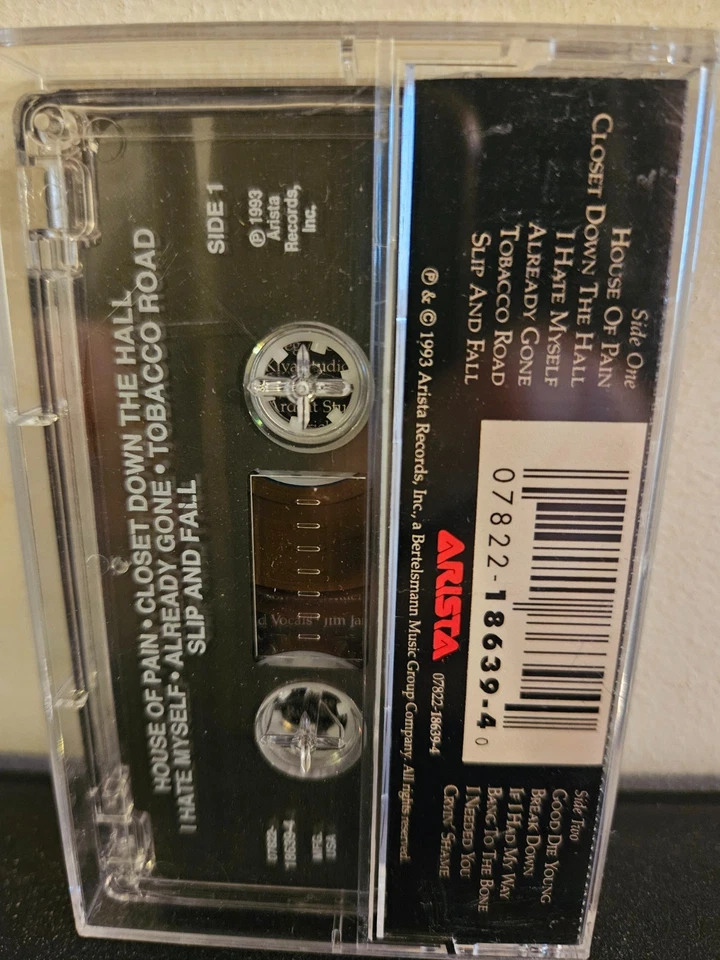 SIDE 1
℗ 1993
Arista
Records,
Inc.
HOUSE OF PAIN • CLOSET DOWN THE HALL
I HATE MYSELF • ALREADY GONE • TOBACCO ROAD
SLIP AND FALL
07822-
18639-4
MFG.
USA
d Vocals
Jim Ja
Side One
HOUSE OF PAIN
CLOSET DOWN THE HALL
I HATE MYSELF
ALREADY GONE
TOBACCO ROAD
SLIP AND FALL
07822-18639-4 0
ARISTA
07822-18639-4
℗ & © 1993 Arista Records, Inc., a Bertelsmann Music Group Company. All rights reserved.
Side Two
GOOD DIE YOUNG
BREAK DOWN
IF I HAD MY WAY
BANG TO THE BONE
I NEEDED YOU
CRYIN' SHAME